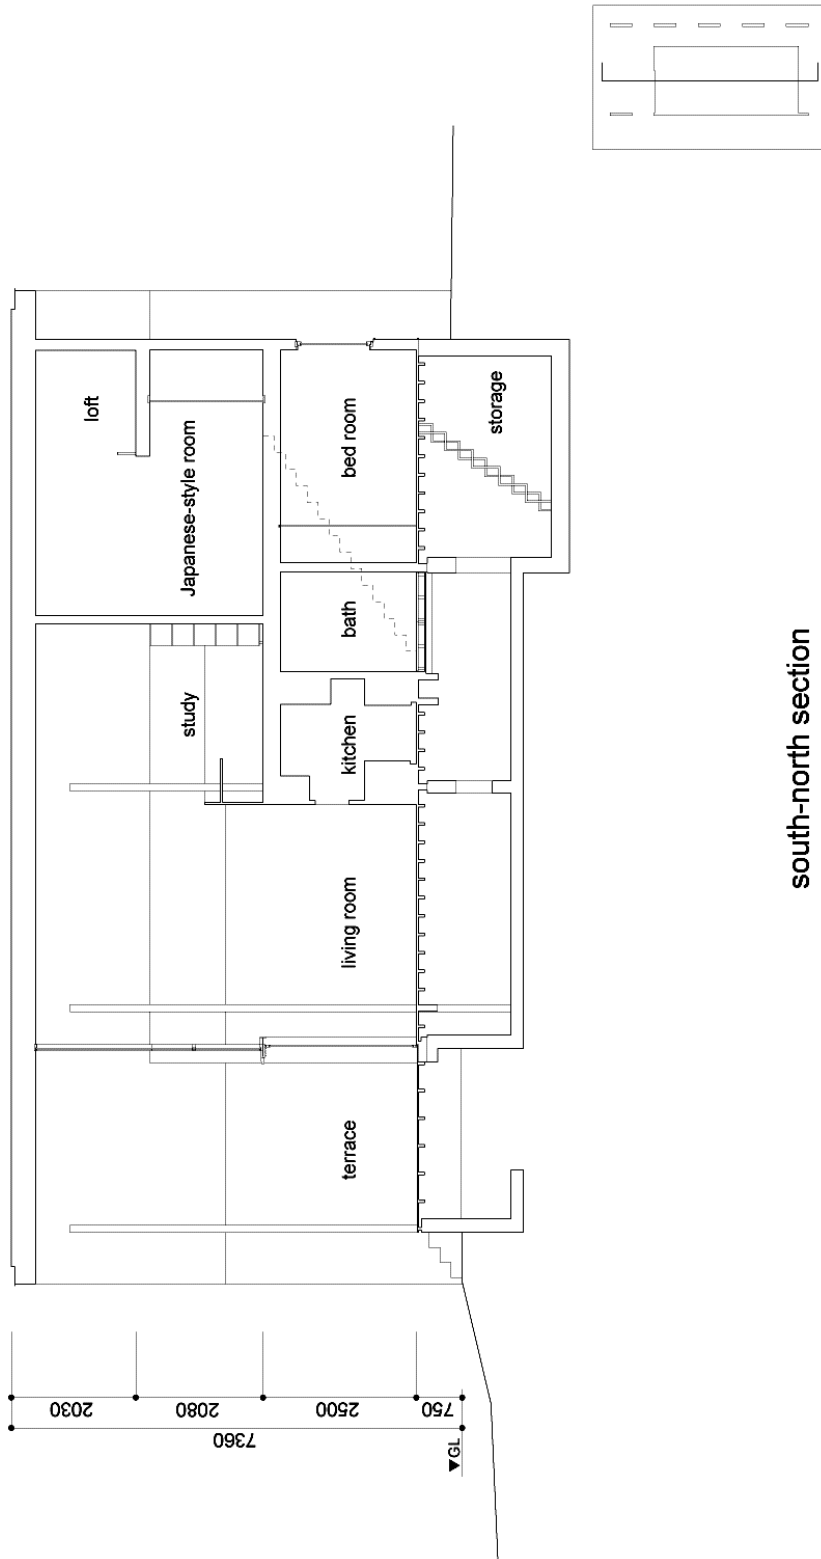 loft
Japanese-style room
study
bed room
bath
kitchen
living room
terrace
storage
2030
2080
2500
750
7360
▼GL
south-north section